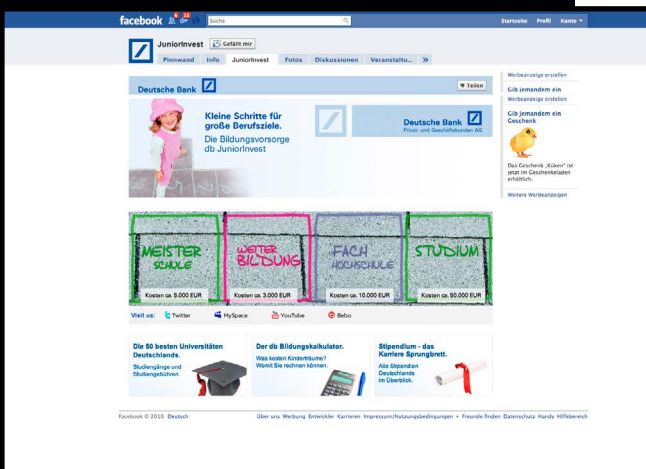 facebook 6 12 Suche Startseite Profil Konto
JuniorInvest Gefällt mir
Pinnwand Info JuniorInvest Fotos Diskussionen Veranstaltu... »
Deutsche Bank Teilen
Kleine Schritte für
große Berufsziele.
Die Bildungsvorsorge
db JuniorInvest
Deutsche Bank
Privat- und Geschäftskunden AG
Werbeanzeige erstellen
Gib jemandem ein
Werbeanzeige erstellen
Gib jemandem ein
Geschenk
Das Geschenk „Küken" ist
jetzt im Geschenkeladen
erhältlich.
Weitere Werbeanzeigen
MEISTER
SCHULE
Kosten ca. 5.000 EUR
WEITER
BILDUNG
Kosten ca. 3.000 EUR
FACH
HOCHSCHULE
Kosten ca. 10.000 EUR
STUDIUM
Kosten ca. 50.000 EUR
Visit us: Twitter MySpace YouTube Bebo
Die 50 besten Universitäten
Deutschlands.
Studiengänge und
Studiengebühren.
Der db Bildungskalkulator.
Was kosten Kinderträume?
Womit Sie rechnen können.
Stipendium - das
Karriere Sprungbrett.
Alle Stipendien
Deutschlands
im Überblick.
Facebook © 2010 Deutsch Über uns Werbung Entwickler Karrieren Impressum/Nutzungsbedingungen • Freunde finden Datenschutz Handy Hilfebereich